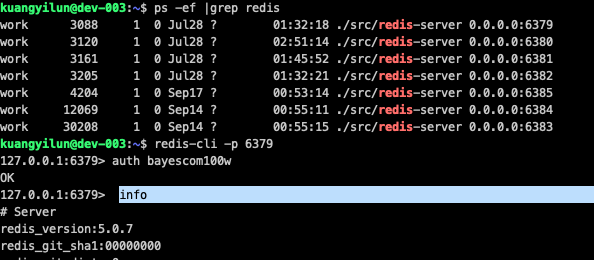 kuangyilun@dev-003:~$ ps -ef |grep redis
work 3088 1 0 Jul28 ? 01:32:18 ./src/redis-server 0.0.0.0:6379
work 3120 1 0 Jul28 ? 02:51:14 ./src/redis-server 0.0.0.0:6380
work 3161 1 0 Jul28 ? 01:45:52 ./src/redis-server 0.0.0.0:6381
work 3205 1 0 Jul28 ? 01:32:21 ./src/redis-server 0.0.0.0:6382
work 4204 1 0 Sep17 ? 00:53:14 ./src/redis-server 0.0.0.0:6385
work 12069 1 0 Sep14 ? 00:55:11 ./src/redis-server 0.0.0.0:6384
work 30208 1 0 Sep14 ? 00:55:15 ./src/redis-server 0.0.0.0:6383
kuangyilun@dev-003:~$ redis-cli -p 6379
127.0.0.1:6379> auth bayescom100w
OK
127.0.0.1:6379> info
# Server
redis_version:5.0.7
redis_git_sha1:00000000